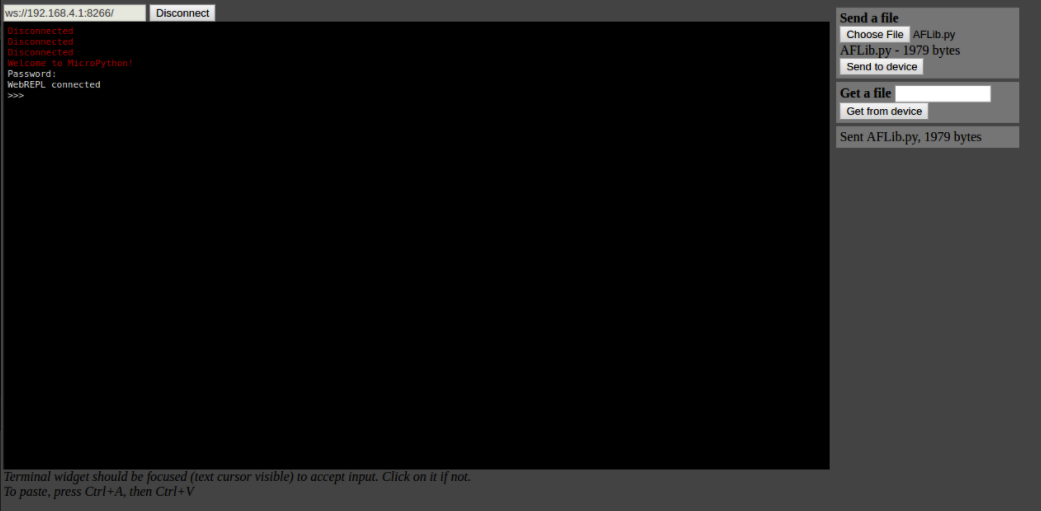 ws://192.168.4.1:8266/ Disconnect
Disconnected
Disconnected
Disconnected
Welcome to MicroPython!
Password:
WebREPL connected
>>>
Terminal widget should be focused (text cursor visible) to accept input. Click on it if not.
To paste, press Ctrl+A, then Ctrl+V
Send a file
Choose File AFLib.py
AFLib.py - 1979 bytes
Send to device
Get a file
Get from device
Sent AFLib.py, 1979 bytes